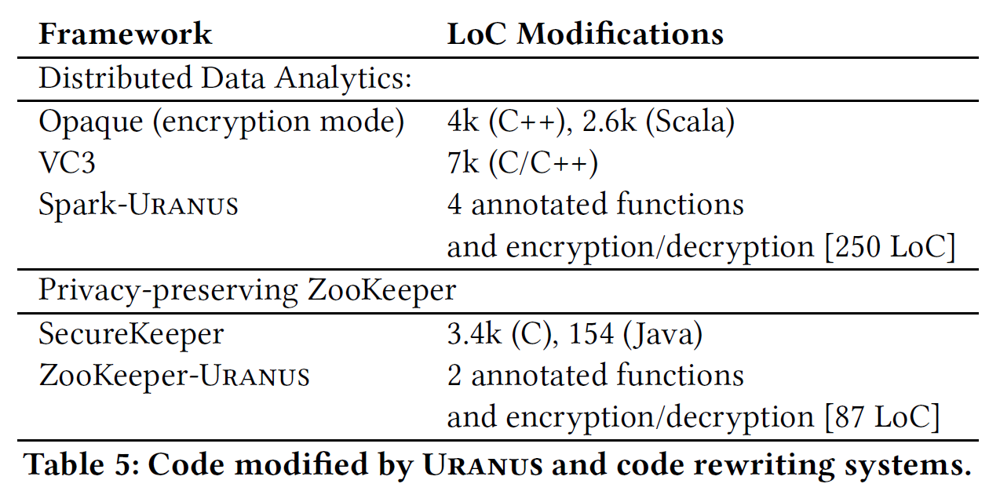 Framework LoC Modifications
Distributed Data Analytics:
Opaque (encryption mode) 4k (C++), 2.6k (Scala)
VC3 7k (C/C++)
Spark-URANUS 4 annotated functions
and encryption/decryption [250 LoC]
Privacy-preserving ZooKeeper
SecureKeeper 3.4k (C), 154 (Java)
ZooKeeper-URANUS 2 annotated functions
and encryption/decryption [87 LoC]
Table 5: Code modified by URANUS and code rewriting systems.